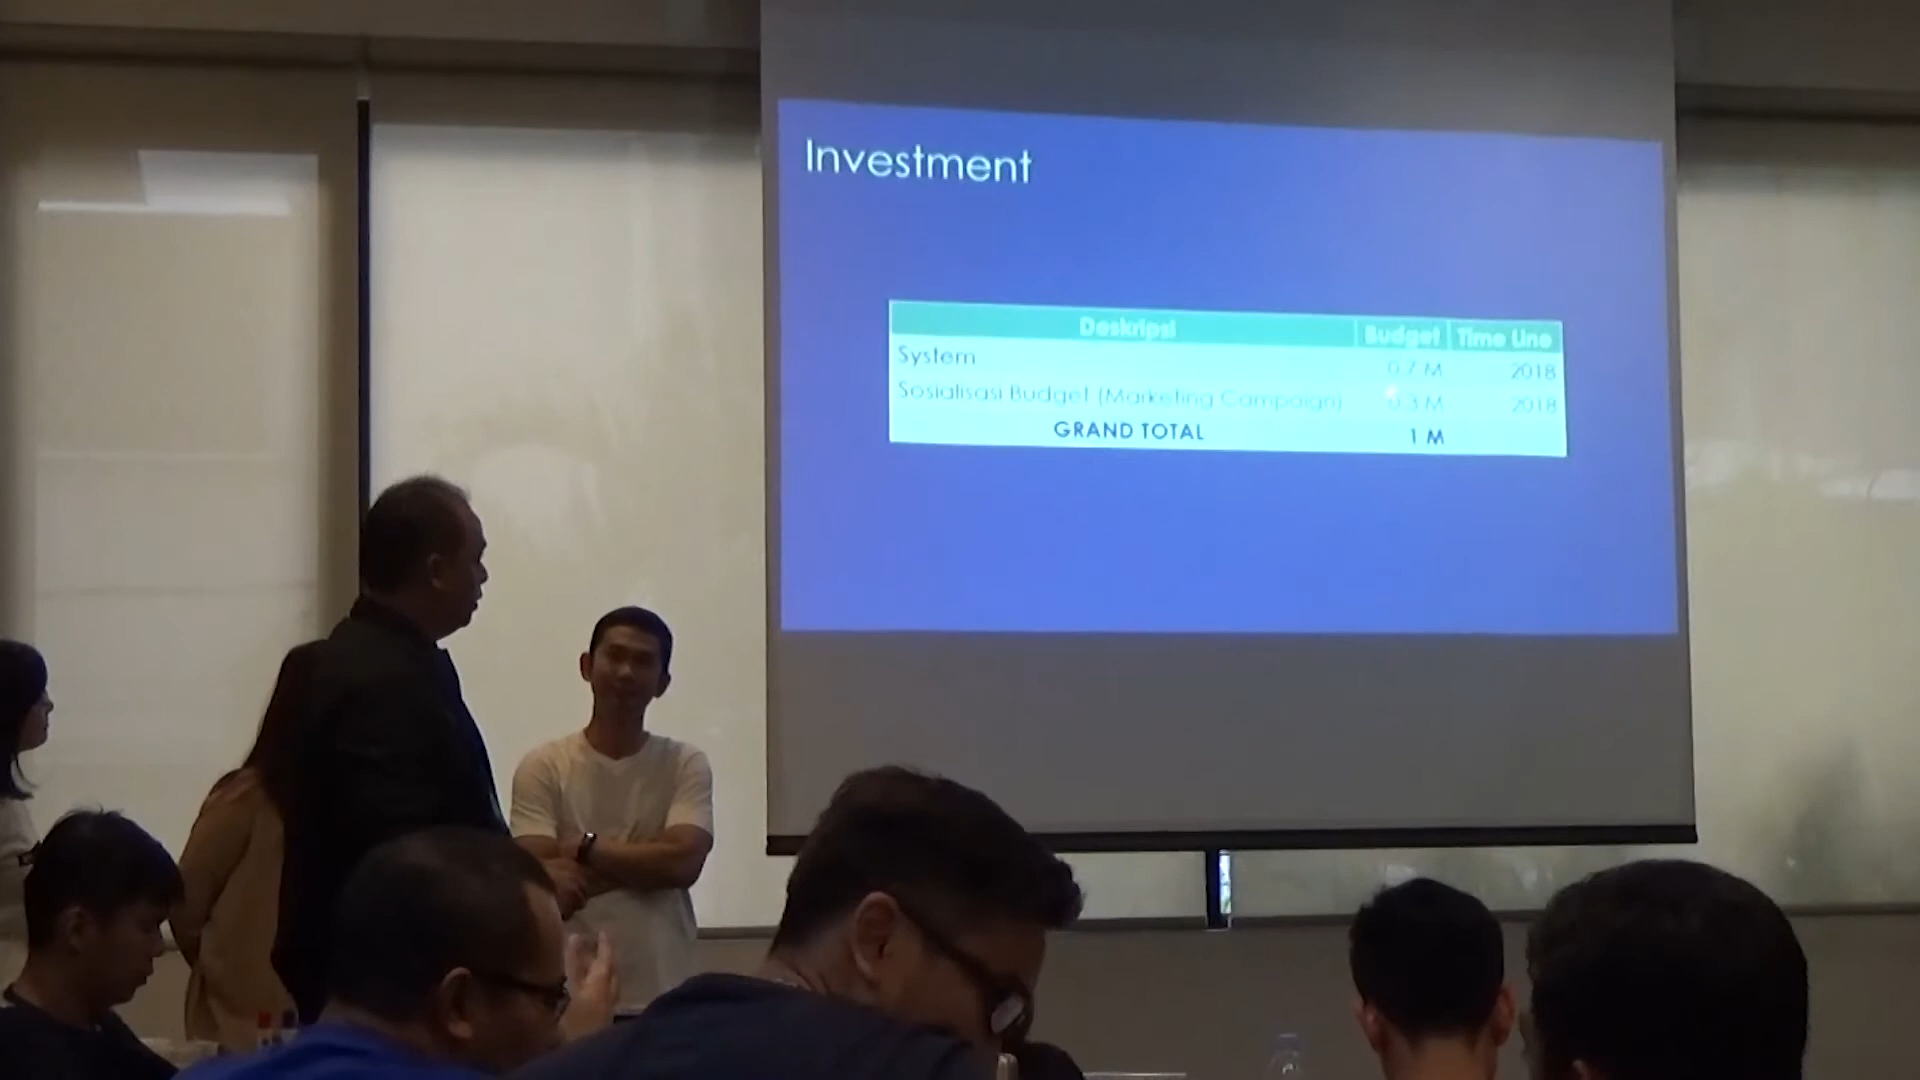 Investment
Deskripsi Budget Time Line
System 0.7 M 2018
Sosialisasi Budget (Marketing Campaign) 0.3 M 2018
GRAND TOTAL 1 M